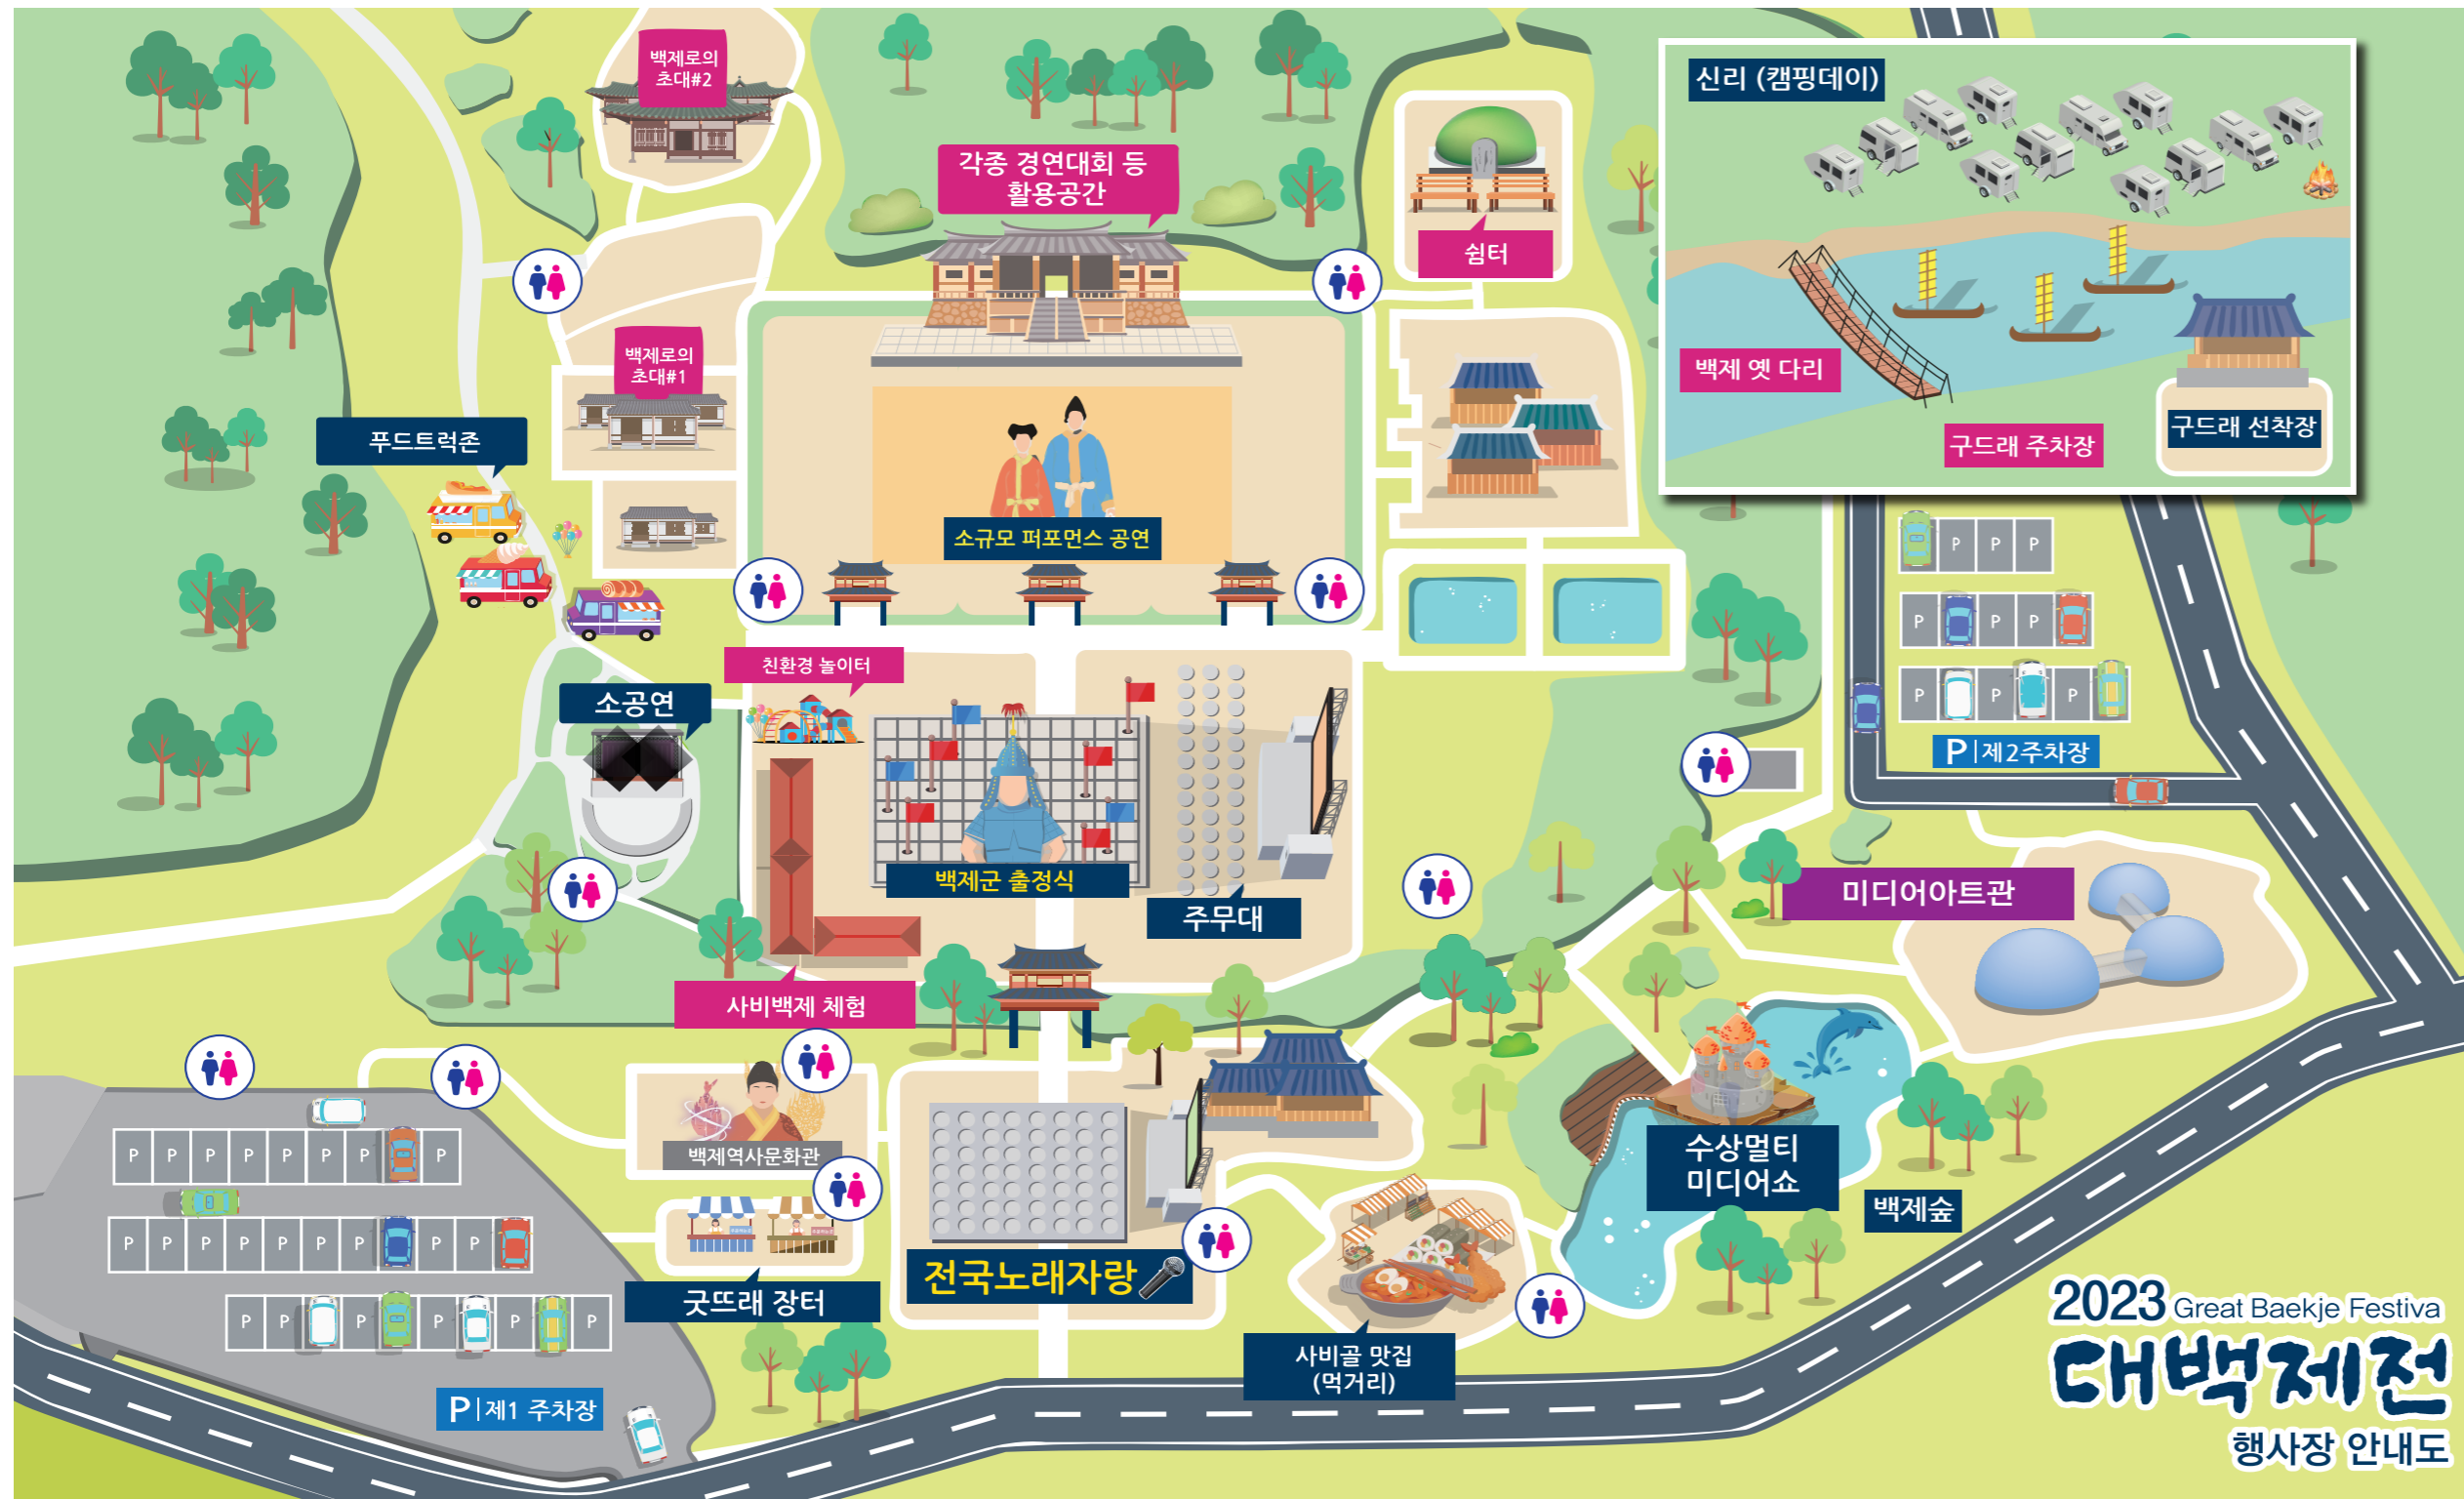 백제로의
초대#2
각종 경연대회 등
활용공간
쉼터
신리 (캠핑데이)
백제 옛 다리
구드래 주차장
구드래 선착장
백제로의
초대#1
푸드트럭존
소규모 퍼포먼스 공연
P P P
P P P
P P P
P|제2주차장
친환경 놀이터
소공연
백제군 출정식
주무대
미디어아트관
사비백제 체험
백제역사문화관
수상멀티
미디어쇼
백제숲
굿뜨래 장터
전국노래자랑
사비골 맛집
(먹거리)
P P P P P P P P
P P P P P P P P P
P P P P P P
P|제1 주차장
2023 Great Baekje Festiva
대백제전
행사장 안내도